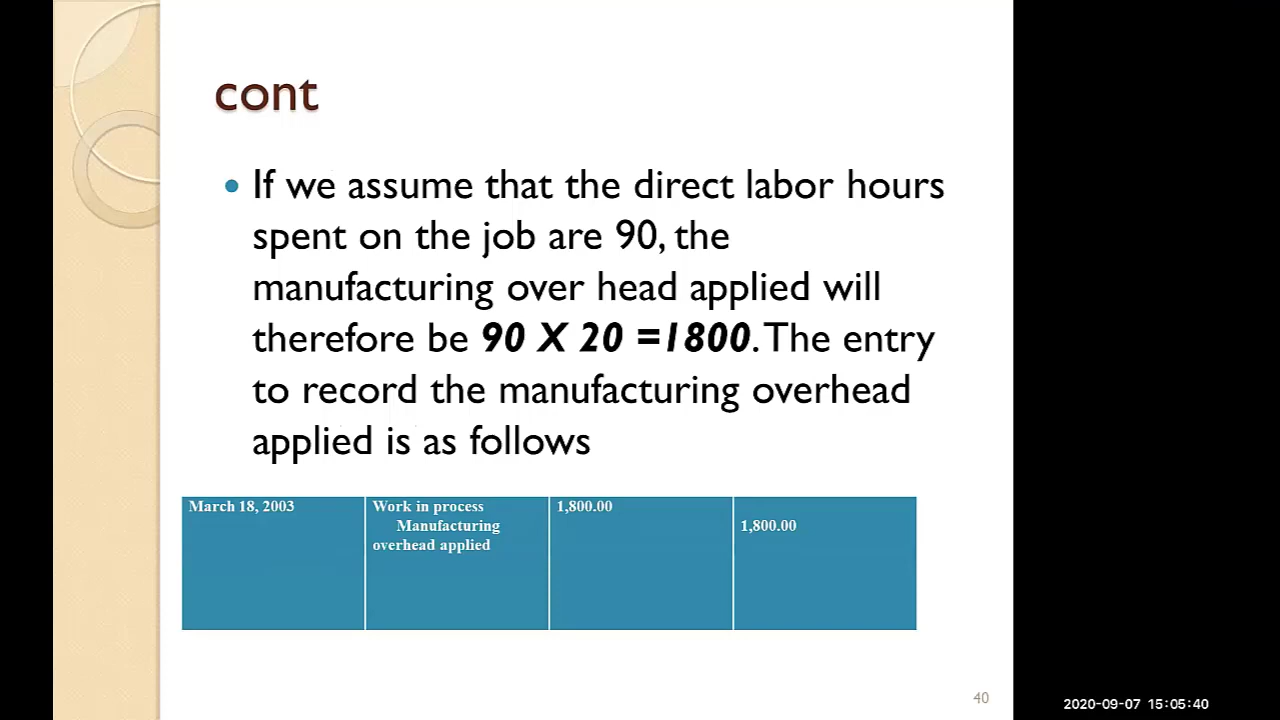 cont
• If we assume that the direct labor hours
spent on the job are 90, the
manufacturing over head applied will
therefore be 90 X 20 =1800. The entry
to record the manufacturing overhead
applied is as follows
March 18, 2003 Work in process 1,800.00
Manufacturing 1,800.00
overhead applied
40
2020-09-07 15:05:40